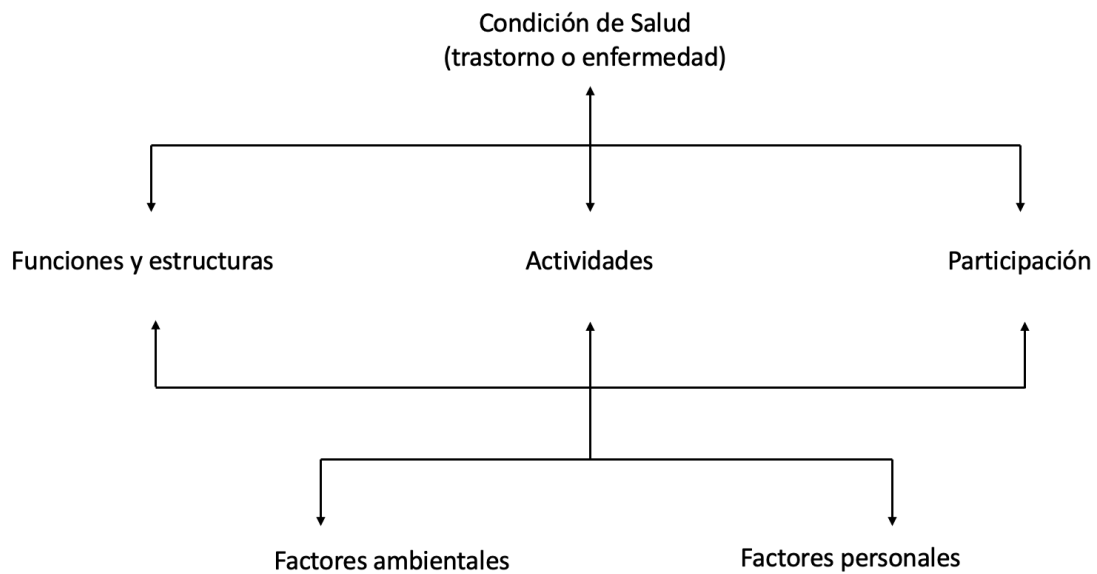 Condición de Salud
(trastorno o enfermedad)
Funciones y estructuras
Actividades
Participación
Factores ambientales
Factores personales